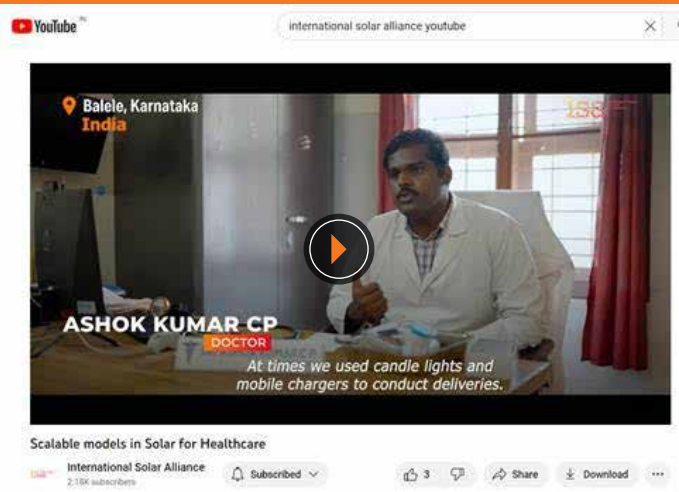 YouTube
international solar alliance youtube
Balele, Karnataka
India
ISA
ASHOK KUMAR CP
DOCTOR
At times we used candle lights and
mobile chargers to conduct deliveries.
Scalable models in Solar for Healthcare
International Solar Alliance
Subscribed
3
Share
Download
2.18K subscribers